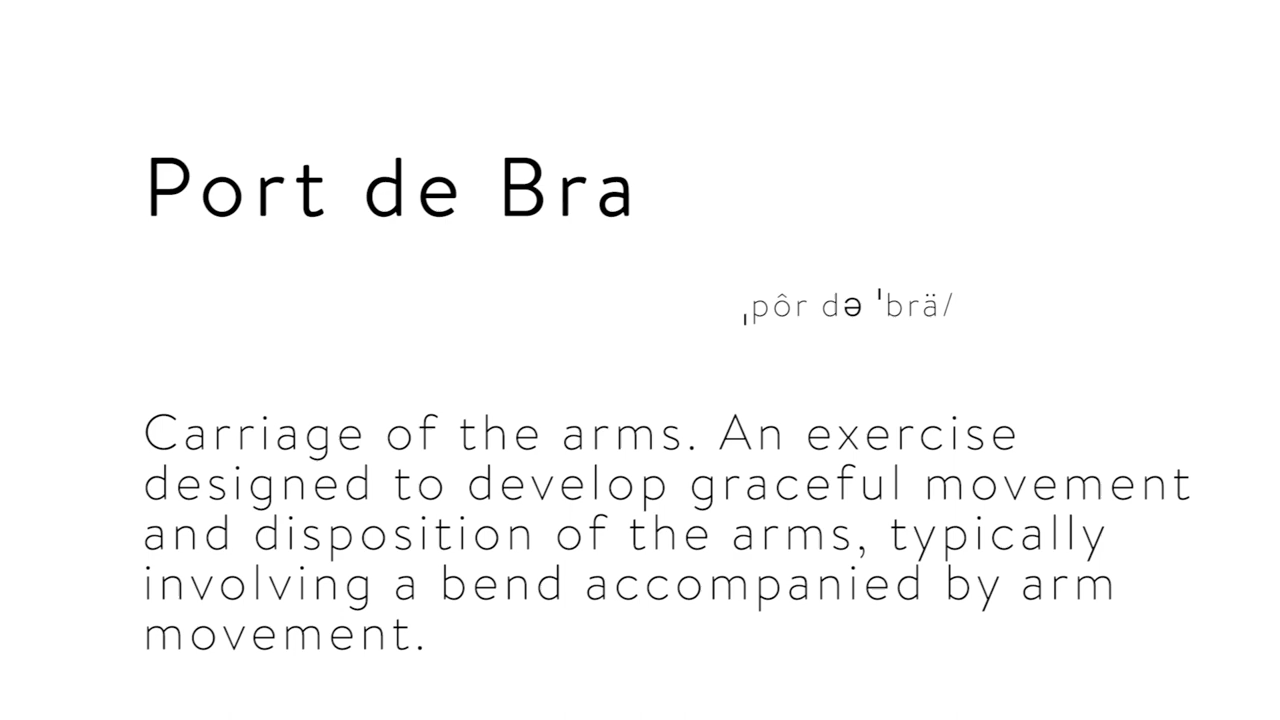 Port de Bra
ˌpôr də ˈbrä/
Carriage of the arms. An exercise
designed to develop graceful movement
and disposition of the arms, typically
involving a bend accompanied by arm
movement.